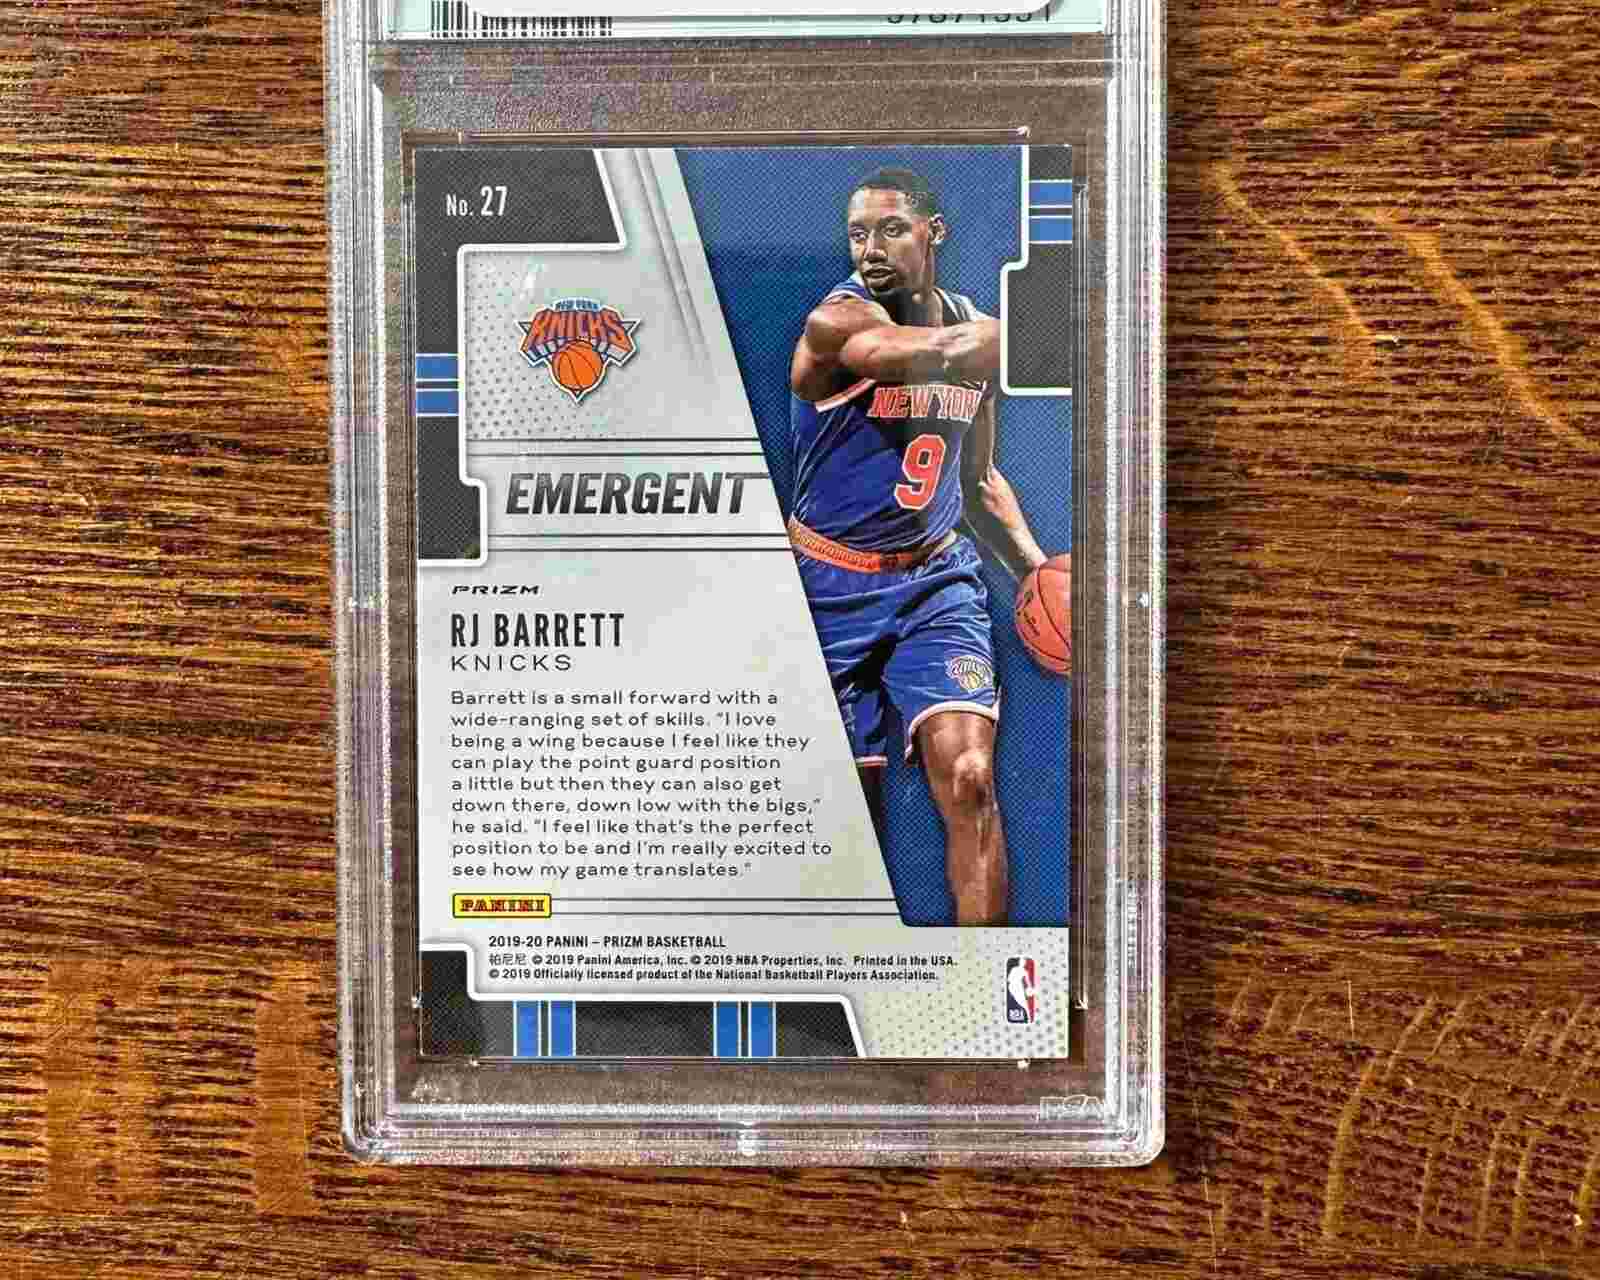 No. 27
NEW YORK
KNICKS
NEW YORK
9
EMERGENT
PRIZM
RJ BARRETT
KNICKS
Barrett is a small forward with a
wide-ranging set of skills. "I love
being a wing because I feel like they
can play the point guard position
a little but then they can also get
down there, down low with the bigs,"
he said. "I feel like that's the perfect
position to be and I'm really excited to
see how my game translates."
PANINI
2019-20 PANINI – PRIZM BASKETBALL
帕尼尼 © 2019 Panini America, Inc. © 2019 NBA Properties, Inc. Printed in the USA.
© 2019 Officially licensed product of the National Basketball Players Association.
PSA